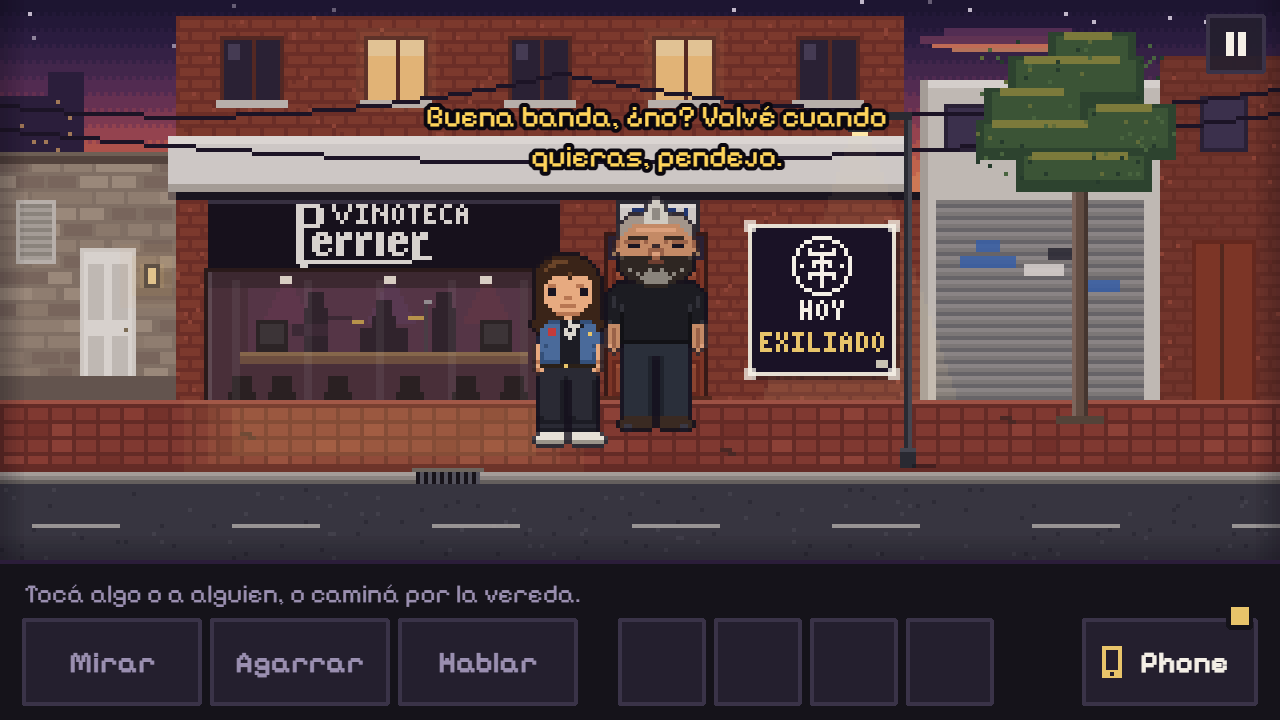 Buena banda, ¿no? Volvé cuando
quieras, pendejo.
VINOTECA
Perrier
HOY
EXILIADO
Tocá algo o a alguien, o caminá por la vereda.
Mirar
Agarrar
Hablar
Phone